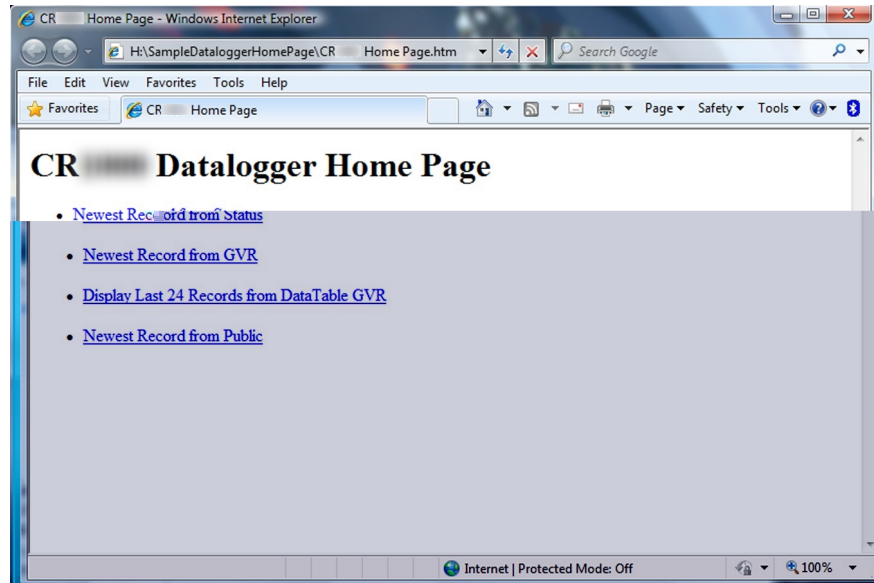 CR Home Page - Windows Internet Explorer
H:\SampleDataloggerHomePage\CR Home Page.htm
Search Google
File Edit View Favorites Tools Help
Favorites CR Home Page Page Safety Tools
CR Datalogger Home Page
Newest Record from Status
Newest Record from GVR
Display Last 24 Records from DataTable GVR
Newest Record from Public
Internet | Protected Mode: Off 100%